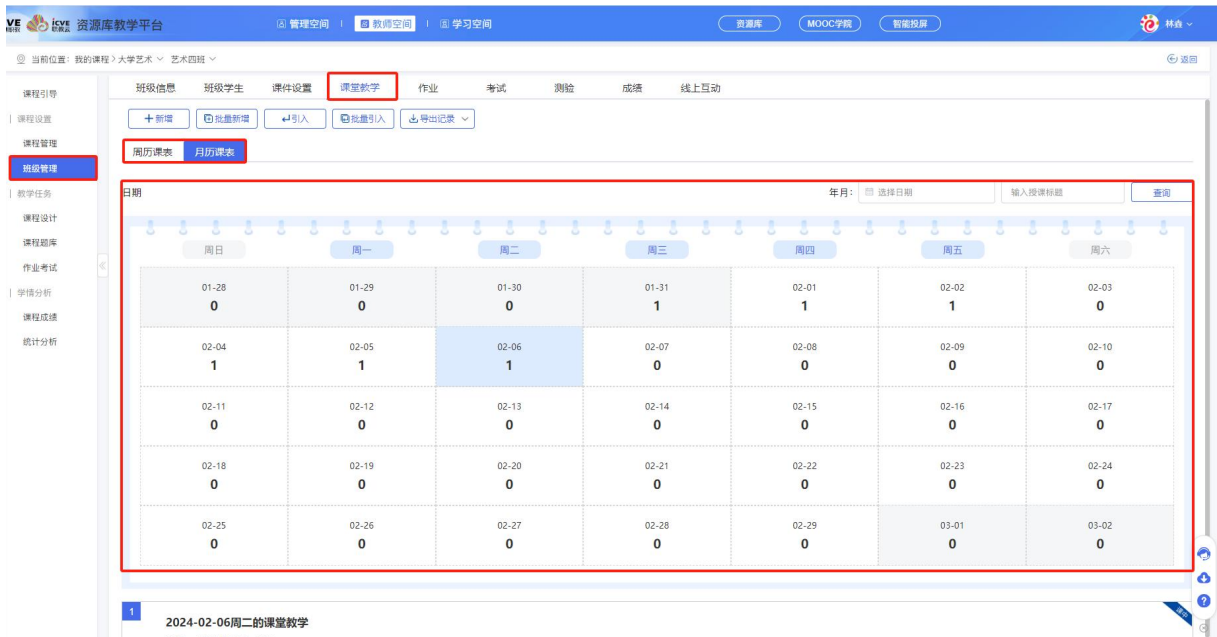 VE icve 资源库教学平台 管理空间 教师空间 学习空间 资源库 MOOC学院 智能投屏
当前位置：我的课程 > 大学艺术 艺术四班 返回
课程引导
课程设置
课程管理
班级管理
教学任务
课程设计
课程题库
作业考试
学情分析
课程成绩
统计分析
班级信息 班级学生 课件设置 课堂教学 作业 考试 测验 成绩 线上互动
+新增 批量新增 引入 批量引入 导出记录
周历课表 月历课表
日期 年月： 选择日期 输入授课标题 查询
周日 周一 周二 周三 周四 周五 周六
01-28 01-29 01-30 01-31 02-01 02-02 02-03
0 0 0 1 1 1 0
02-04 02-05 02-06 02-07 02-08 02-09 02-10
1 1 1 0 0 0 0
02-11 02-12 02-13 02-14 02-15 02-16 02-17
0 0 0 0 0 0 0
02-18 02-19 02-20 02-21 02-22 02-23 02-24
0 0 0 0 0 0 0
02-25 02-26 02-27 02-28 02-29 03-01 03-02
0 0 0 0 0 0 0
1 2024-02-06周二的课堂教学 课中